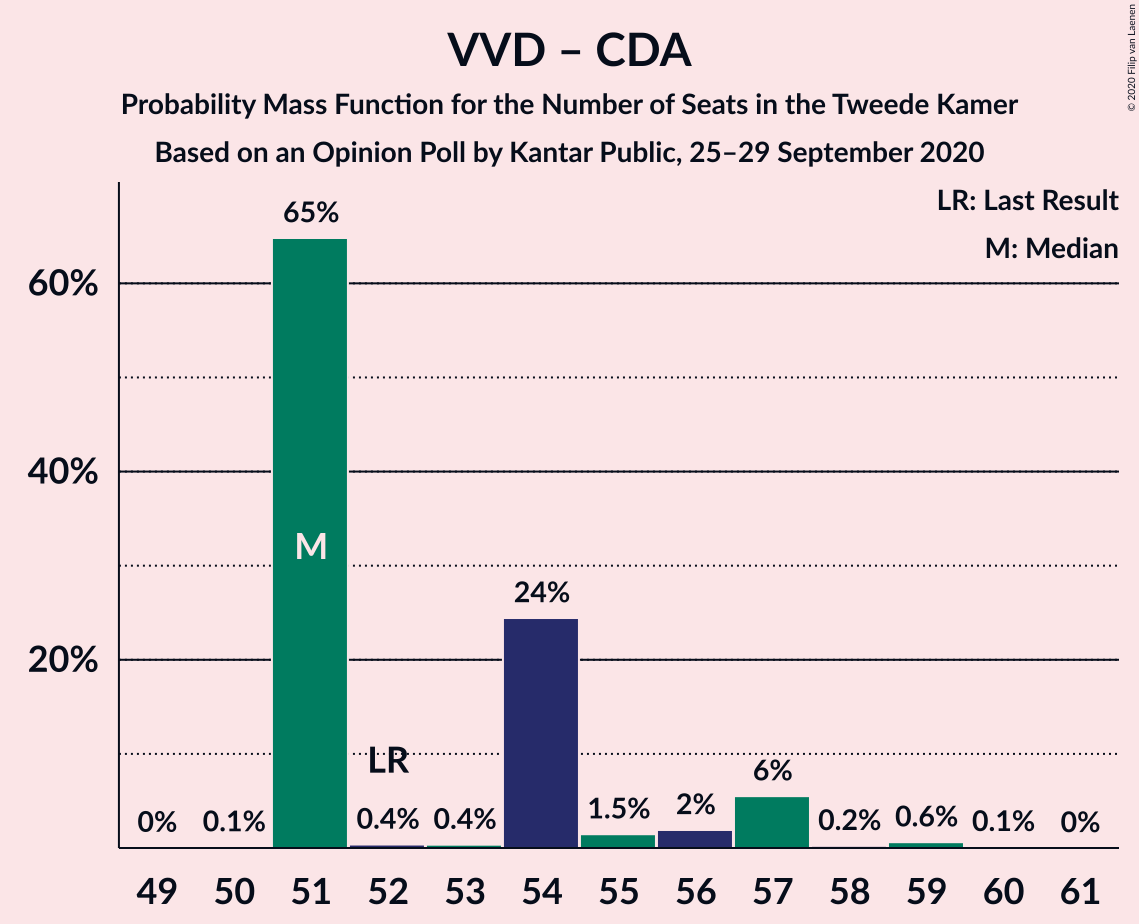 VVD – CDA
Probability Mass Function for the Number of Seats in the Tweede Kamer
Based on an Opinion Poll by Kantar Public, 25–29 September 2020
© 2020 Filip van Laenen
LR: Last Result
M: Median
60%
40%
20%
65%
M
24%
LR
0%
0.1%
0.4%
0.4%
1.5%
2%
6%
0.2%
0.6%
0.1%
0%
49 50 51 52 53 54 55 56 57 58 59 60 61